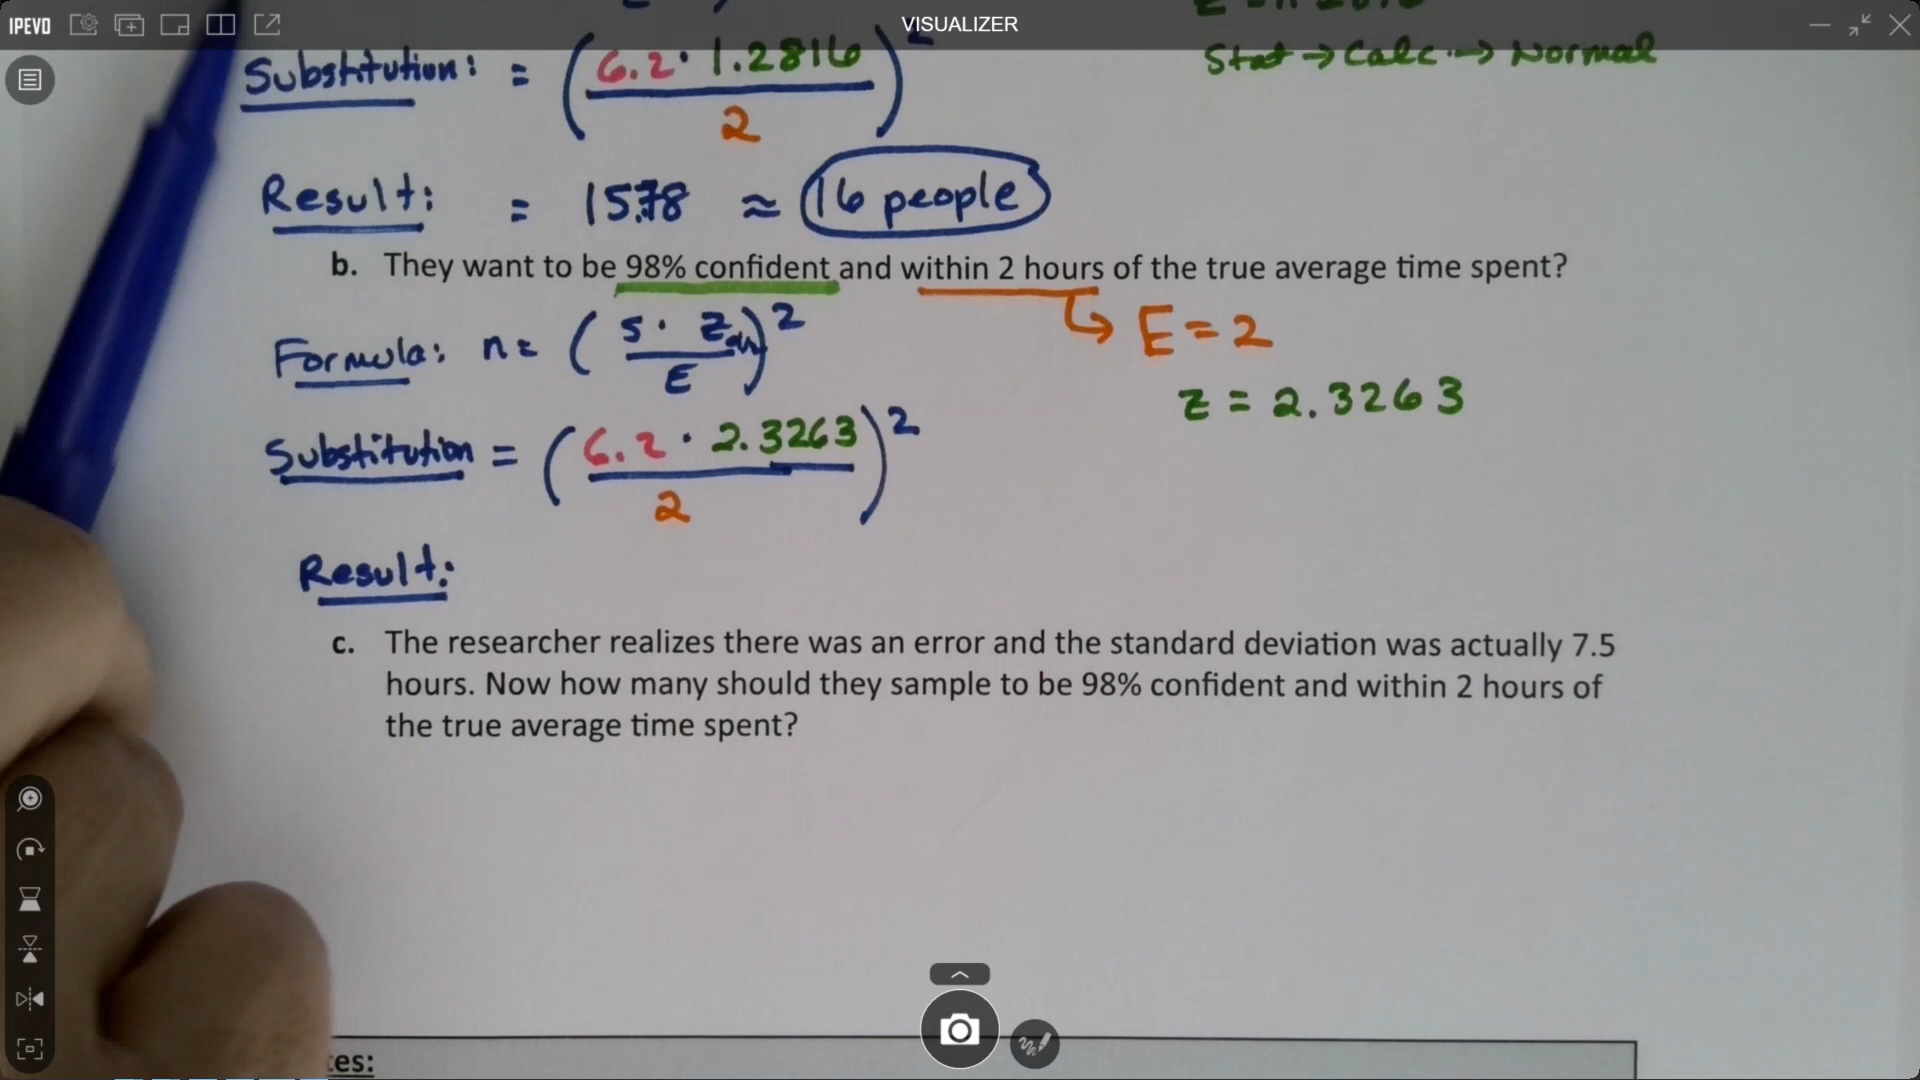 IPEVO VISUALIZER
Stat → Calc → Normal
Substitution: = (6.2 · 1.2816 / 2)²
Result: = 15.78 ≈ 16 people
b. They want to be 98% confident and within 2 hours of the true average time spent?
E = 2
Formula: n = (s · Zα/2 / E)²
z = 2.3263
Substitution = (6.2 · 2.3263 / 2)²
Result:
c. The researcher realizes there was an error and the standard deviation was actually 7.5
hours. Now how many should they sample to be 98% confident and within 2 hours of
the true average time spent?